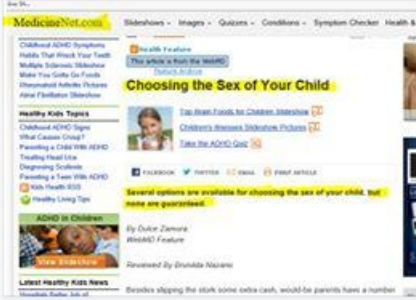 MedicineNet.com
Slideshows Images Quizzes Conditions Symptom Checker Health &
Childhood ADHD Symptoms
Habits That Wreck Your Teeth
Multiple Sclerosis Slideshow
Make You Gotta Go Foods
Rheumatoid Arthritis Pictures
Atrial Fibrillation Slideshow
Healthy Kids Topics
Childhood ADHD Signs
What Causes Croup?
Parenting a Child With ADHD
Treating Head Lice
Diagnosing Scoliosis
Parenting a Teen With ADHD
Kids Health RSS
Healthy Living Tips
ADHD in Children
View Slideshow
Latest Healthy Kids News
Health Feature
This article is from the WebMD
Feature Archive
Choosing the Sex of Your Child
Top Brain Foods for Children Slideshow
Children's Illnesses Slideshow Pictures
Take the ADHD Quiz
FACEBOOK TWITTER EMAIL PRINT ARTICLE
Several options are available for choosing the sex of your child, but
none are guaranteed.
By Dulce Zamora
WebMD Feature
Reviewed By Brunilda Nazario
Besides slipping the stork some extra cash, would-be parents have a number